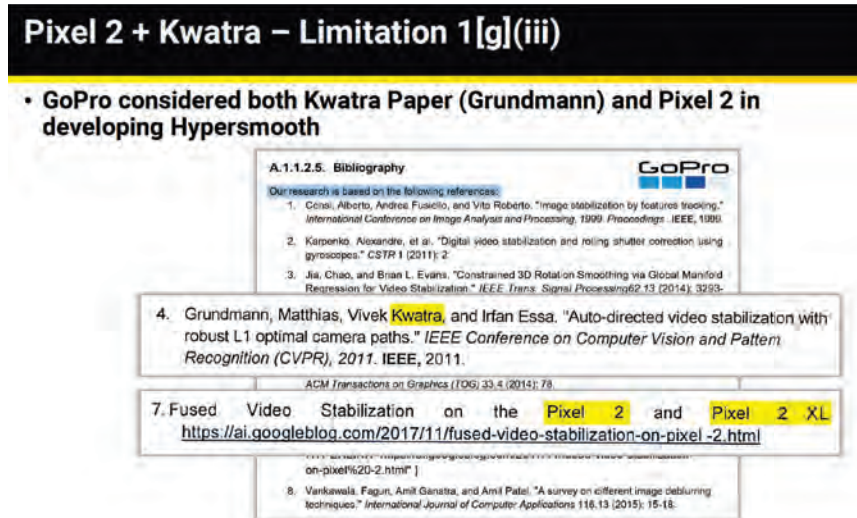 Pixel 2 + Kwatra – Limitation 1[g](iii)
• GoPro considered both Kwatra Paper (Grundmann) and Pixel 2 in
developing Hypersmooth
A.1.1.2.5. Bibliography
GoPro
Our research is based on the following references:
1. Censi, Alberto, Andrea Fusiello, and Vito Roberto. "Image stabilization by features tracking."
International Conference on Image Analysis and Processing, 1999. Proceedings. IEEE, 1999.
2. Karpenko, Alexandre, et al. "Digital video stabilization and rolling shutter correction using
gyroscopes." CSTR 1 (2011): 2.
3. Jia, Chao, and Brian L. Evans. "Constrained 3D Rotation Smoothing via Global Manifold
Regression for Video Stabilization." IEEE Trans. Signal Processing62.13 (2014): 3293-
4. Grundmann, Matthias, Vivek Kwatra, and Irfan Essa. "Auto-directed video stabilization with
robust L1 optimal camera paths." IEEE Conference on Computer Vision and Pattern
Recognition (CVPR), 2011. IEEE, 2011.
ACM Transactions on Graphics (TOG) 33.4 (2014): 78.
7. Fused Video Stabilization on the Pixel 2 and Pixel 2 XL
https://ai.googleblog.com/2017/11/fused-video-stabilization-on-pixel -2.html
on-pixel%20-2.html" ]
8. Vankawala, Fagun, Amit Ganatra, and Amit Patel. "A survey on different image deblurring
techniques." International Journal of Computer Applications 116.13 (2015): 15-18.